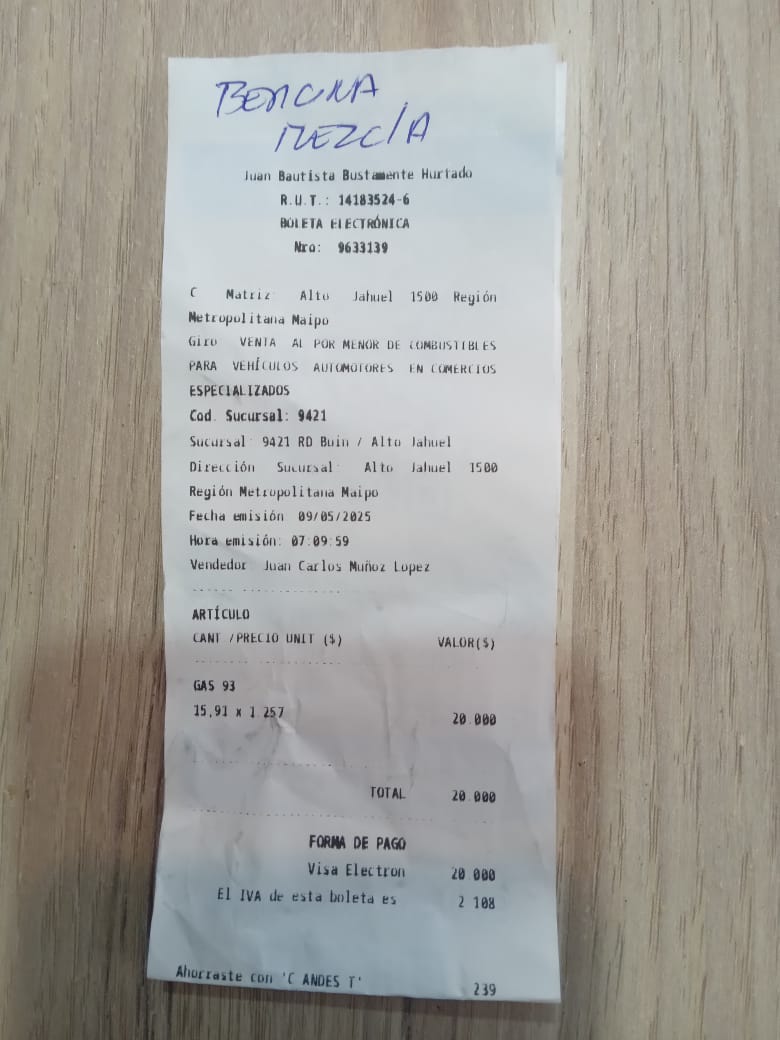 BENCINA
MEZCLA
Juan Bautista Bustamente Hurtado
R.U.T.: 14183524-6
BOLETA ELECTRÓNICA
Nro: 9633139
C Matriz: Alto Jahuel 1500 Región
Metropolitana Maipo
Giro VENTA AL POR MENOR DE COMBUSTIBLES
PARA VEHÍCULOS AUTOMOTORES EN COMERCIOS
ESPECIALIZADOS
Cod. Sucursal: 9421
Sucursal: 9421 RD Buin / Alto Jahuel
Dirección Sucursal: Alto Jahuel 1500
Región Metropolitana Maipo
Fecha emisión: 09/05/2025
Hora emisión: 07:09:59
Vendedor: Juan Carlos Muñoz Lopez
ARTÍCULO
CANT /PRECIO UNIT ($) VALOR($)
GAS 93
15,91 x 1.257 20.000
TOTAL 20.000
FORMA DE PAGO
Visa Electron 20.000
El IVA de esta boleta es 2.108
Ahorraste con 'C ANDES T' 239